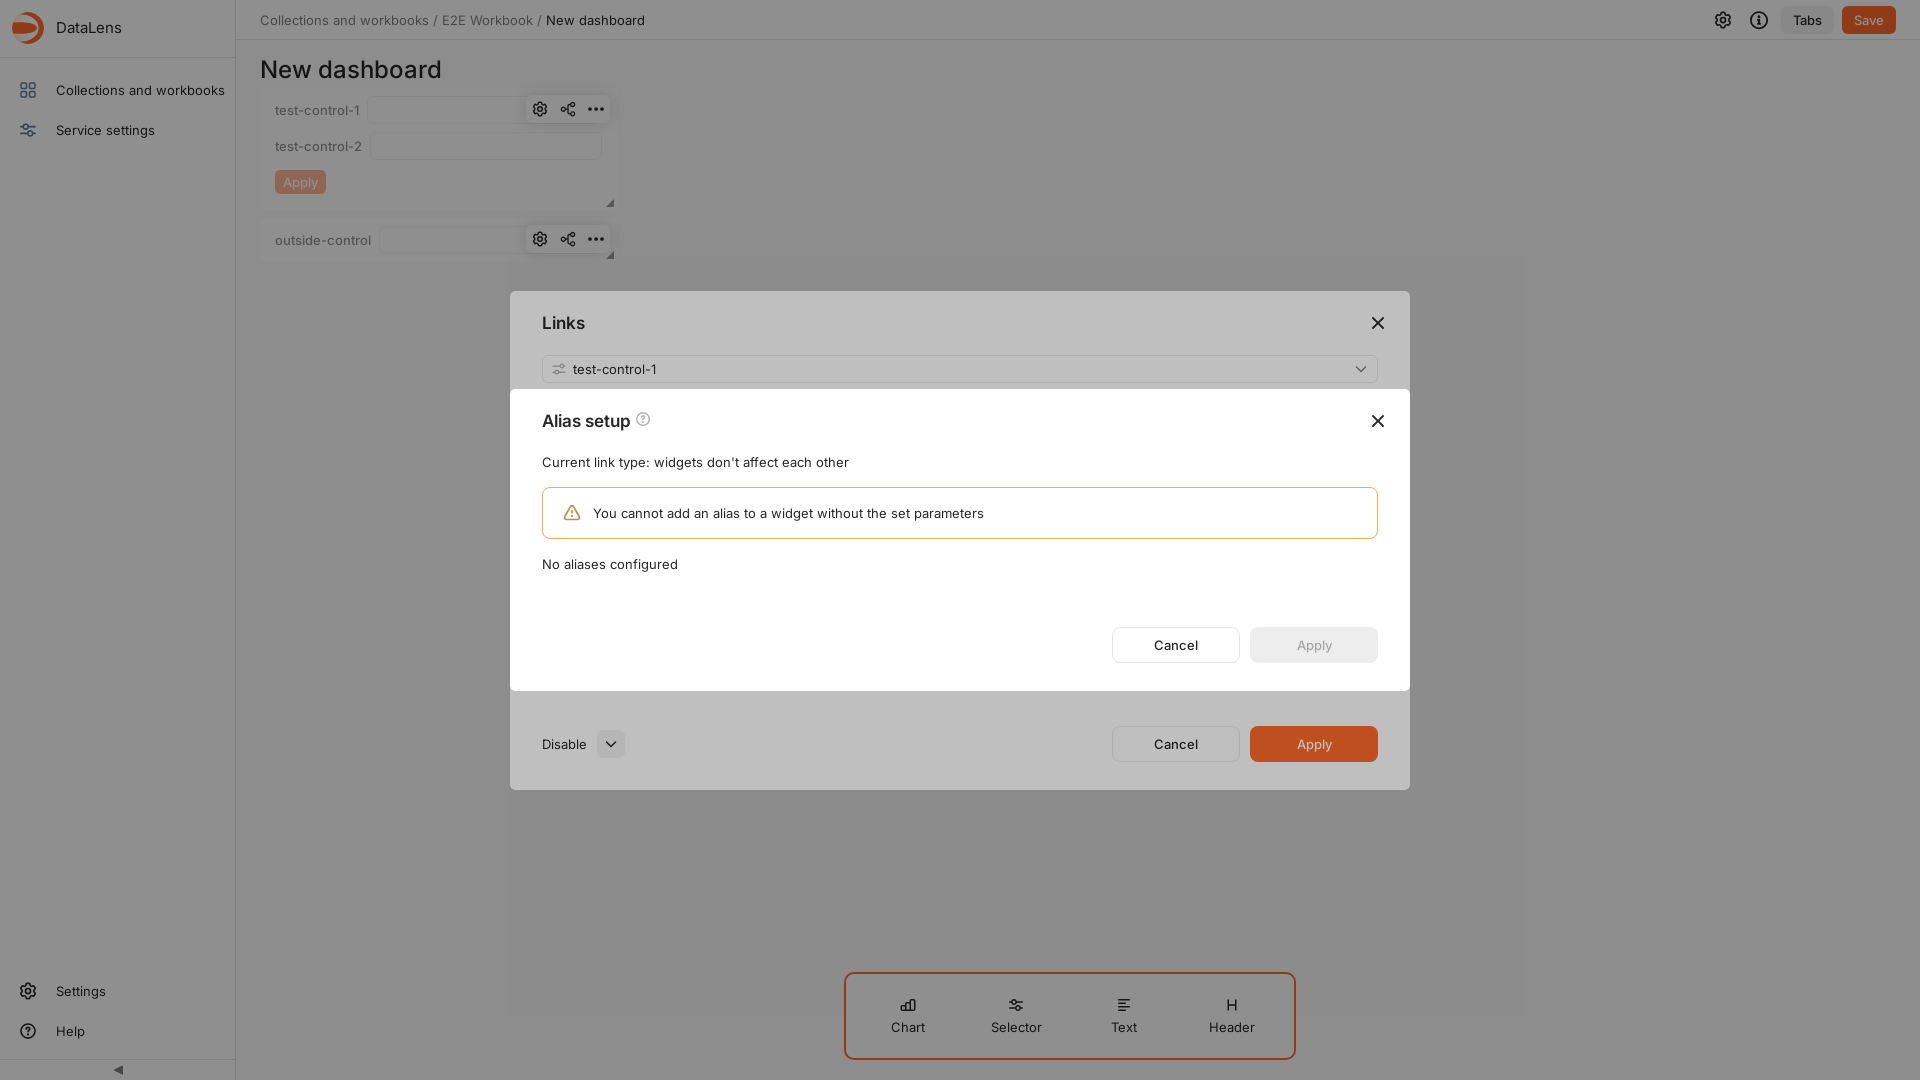 DataLens
Collections and workbooks / E2E Workbook / New dashboard
Tabs
Save
Collections and workbooks
Service settings
New dashboard
test-control-1
test-control-2
Apply
outside-control
Links
test-control-1
Alias setup
Current link type: widgets don't affect each other
You cannot add an alias to a widget without the set parameters
No aliases configured
Cancel
Apply
Disable
Cancel
Apply
Chart
Selector
Text
Header
Settings
Help